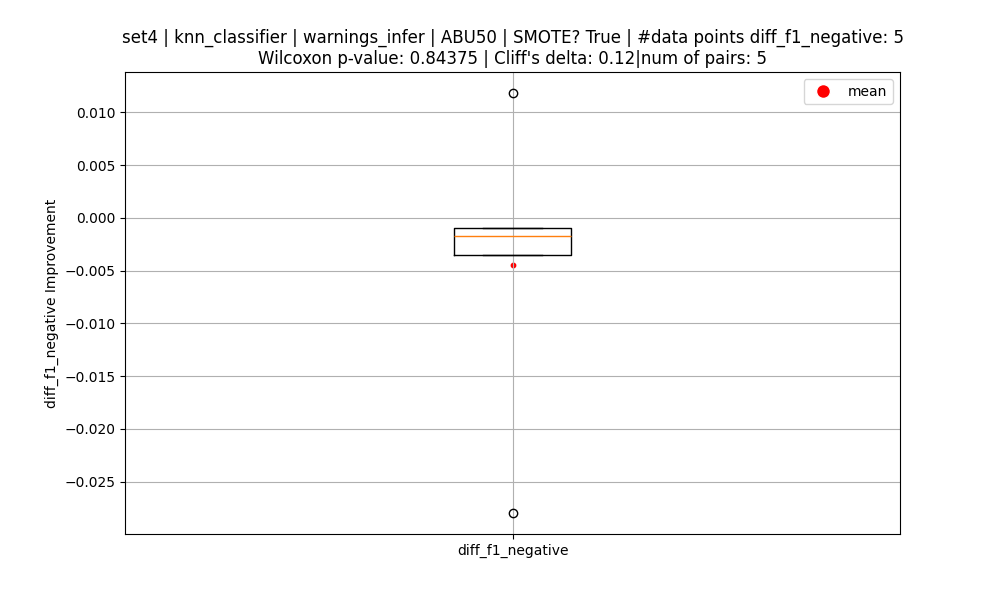 set4 | knn_classifier | warnings_infer | ABU50 | SMOTE? True | #data points diff_f1_negative: 5
Wilcoxon p-value: 0.84375 | Cliff's delta: 0.12|num of pairs: 5
mean
0.010
0.005
0.000
−0.005
−0.010
−0.015
−0.020
−0.025
diff_f1_negative Improvement
diff_f1_negative